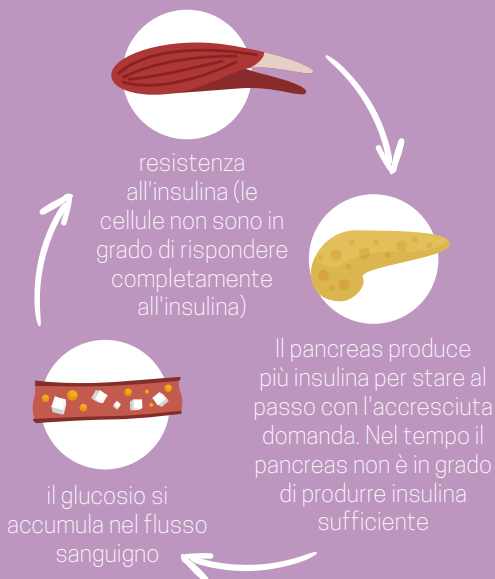 resistenza
all'insulina (le
cellule non sono in
grado di rispondere
completamente
all'insulina)
Il pancreas produce
più insulina per stare al
passo con l'accresciuta
domanda. Nel tempo il
pancreas non è in grado
di produrre insulina
sufficiente
il glucosio si
accumula nel flusso
sanguigno